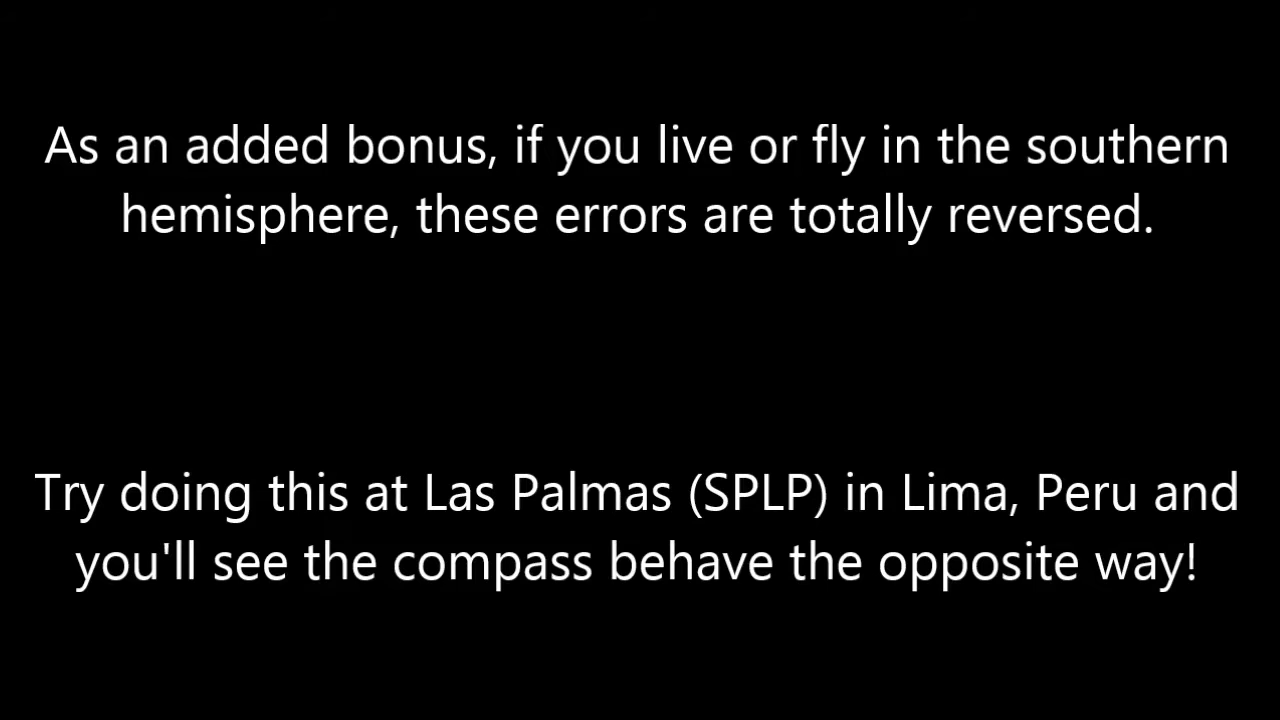 As an added bonus, if you live or fly in the southern
hemisphere, these errors are totally reversed.
Try doing this at Las Palmas (SPLP) in Lima, Peru and
you'll see the compass behave the opposite way!